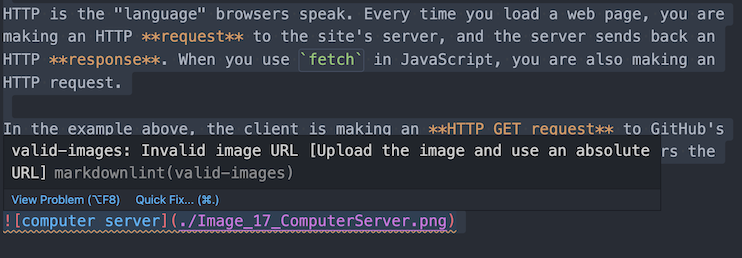 HTTP is the "language" browsers speak. Every time you load a web page, you are
making an HTTP **request** to the site's server, and the server sends back an
HTTP **response**. When you use `fetch` in JavaScript, you are also making an
HTTP request.
In the example above, the client is making an **HTTP GET request** to GitHub's
valid-images: Invalid image URL [Upload the image and use an absolute
URL] markdownlint(valid-images)
rs the
View Problem (⌥F8) Quick Fix... (⌘.)
![computer server](./Image_17_ComputerServer.png)